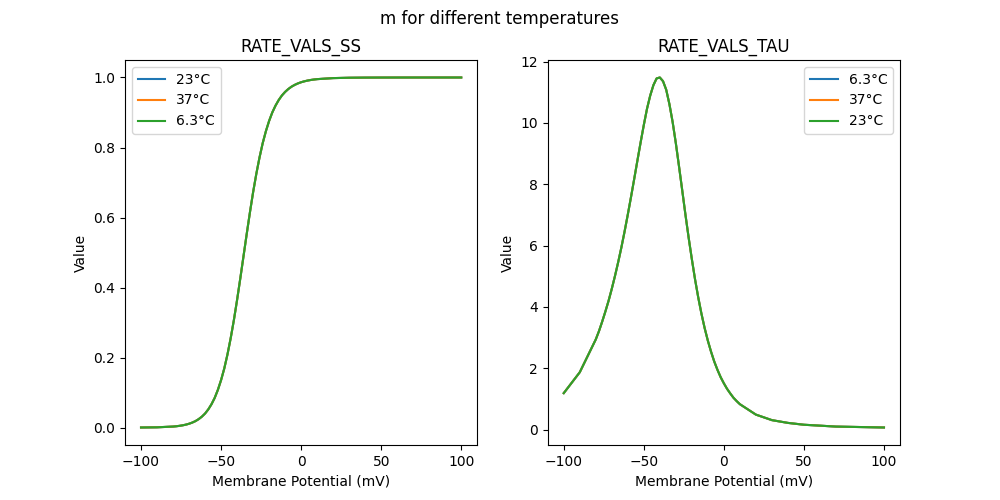 m for different temperatures
RATE_VALS_SS
23°C
37°C
6.3°C
1.0
0.8
0.6
0.4
0.2
0.0
Value
−100
−50
0
50
100
Membrane Potential (mV)
RATE_VALS_TAU
6.3°C
37°C
23°C
12
10
8
6
4
2
0
Value
−100
−50
0
50
100
Membrane Potential (mV)